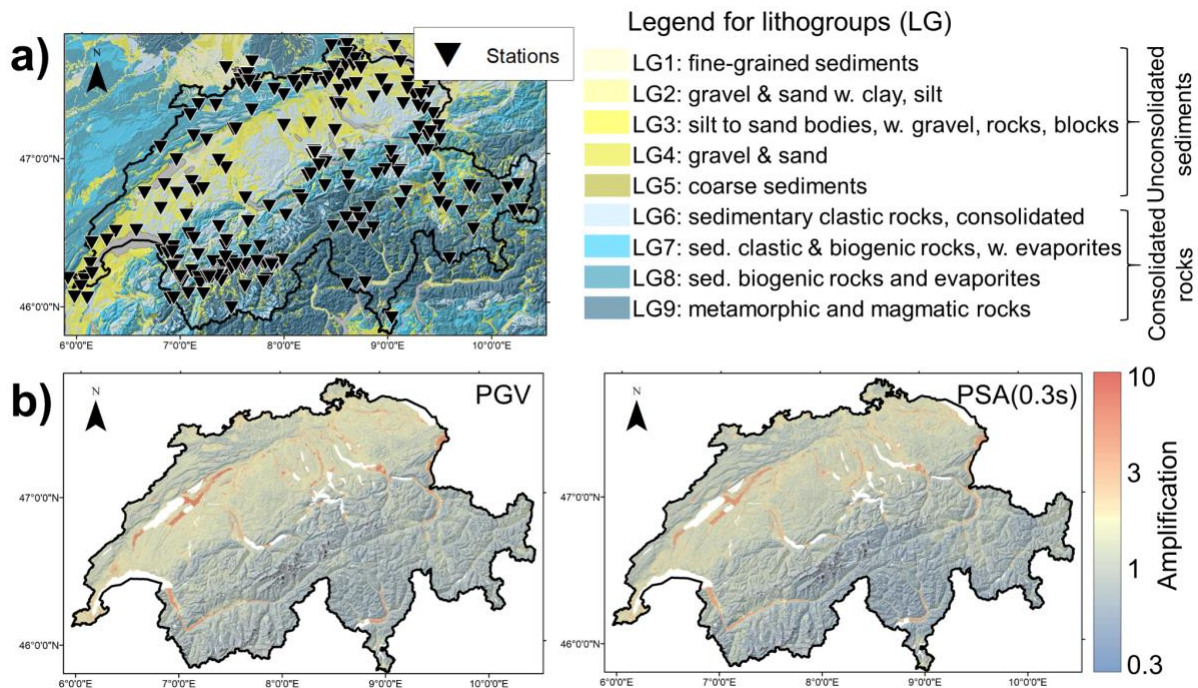 a)
N
Stations
47°0'0"N
46°0'0"N
6°0'0"E
7°0'0"E
8°0'0"E
9°0'0"E
10°0'0"E
Legend for lithogroups (LG)
LG1: fine-grained sediments
LG2: gravel & sand w. clay, silt
LG3: silt to sand bodies, w. gravel, rocks, blocks
LG4: gravel & sand
LG5: coarse sediments
LG6: sedimentary clastic rocks, consolidated
LG7: sed. clastic & biogenic rocks, w. evaporites
LG8: sed. biogenic rocks and evaporites
LG9: metamorphic and magmatic rocks
Unconsolidated
sediments
Consolidated
rocks
b)
N
PGV
47°0'0"N
46°0'0"N
6°0'0"E
7°0'0"E
8°0'0"E
9°0'0"E
10°0'0"E
N
PSA(0.3s)
47°0'0"N
46°0'0"N
6°0'0"E
7°0'0"E
8°0'0"E
9°0'0"E
10°0'0"E
10
3
1
0.3
Amplification